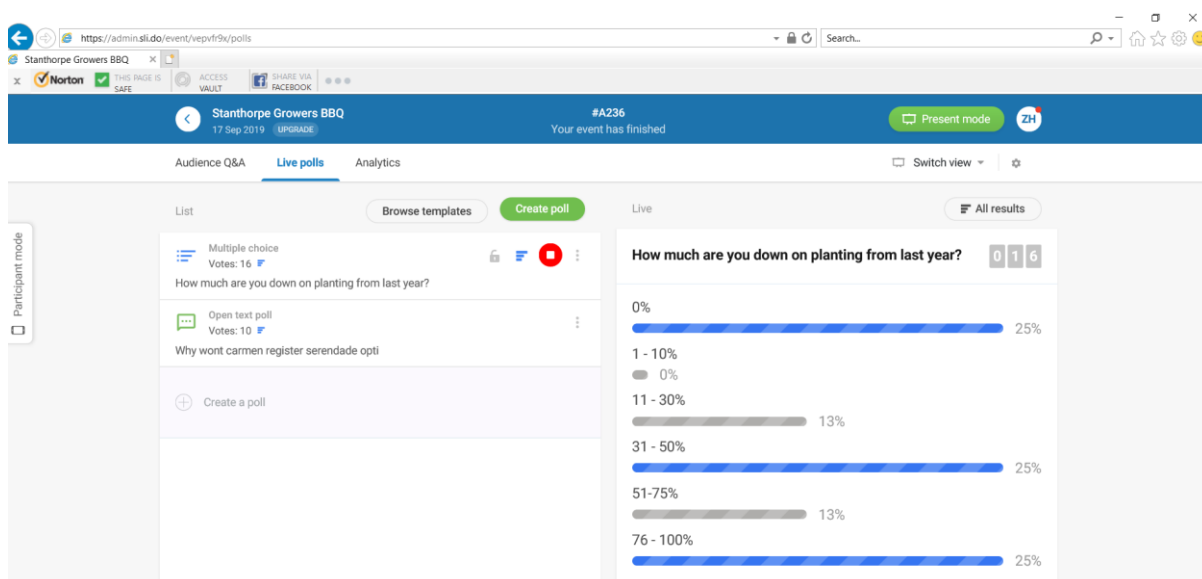 https://admin.sli.do/event/vepvfr9x/polls
Search...
Stanthorpe Growers BBQ
x Norton THIS PAGE IS SAFE ACCESS VAULT SHARE VIA FACEBOOK
Stanthorpe Growers BBQ
17 Sep 2019 UPGRADE
#A236
Your event has finished
Present mode ZH
Audience Q&A Live polls Analytics
Switch view
Participant mode
List Browse templates Create poll
Multiple choice
Votes: 16
How much are you down on planting from last year?
Open text poll
Votes: 10
Why wont carmen register serendade opti
Create a poll
Live All results
How much are you down on planting from last year? 016
0%
25%
1 - 10%
0%
11 - 30%
13%
31 - 50%
25%
51-75%
13%
76 - 100%
25%